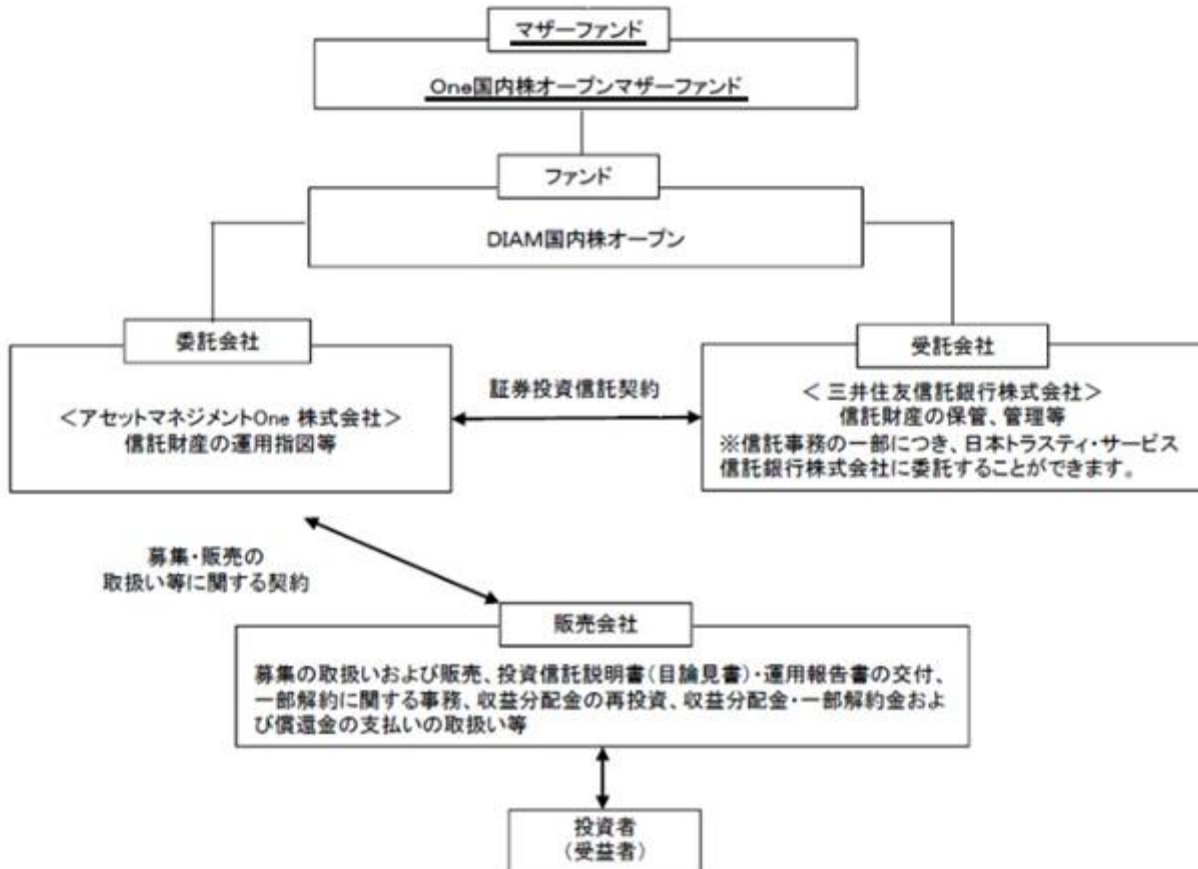 マザーファンド
One国内株オープンマザーファンド
ファンド
DIAM国内株オープン
委託会社
<アセットマネジメントOne 株式会社>
信託財産の運用指図等
証券投資信託契約
受託会社
< 三井住友信託銀行株式会社>
信託財産の保管、管理等
※信託事務の一部につき、日本トラスティ・サービス
信託銀行株式会社に委託することができます。
募集・販売の
取扱い等に関する契約
販売会社
募集の取扱いおよび販売、投資信託説明書(目論見書)・運用報告書の交付、
一部解約に関する事務、収益分配金の再投資、収益分配金・一部解約金およ
び償還金の支払いの取扱い等
投資者
(受益者)